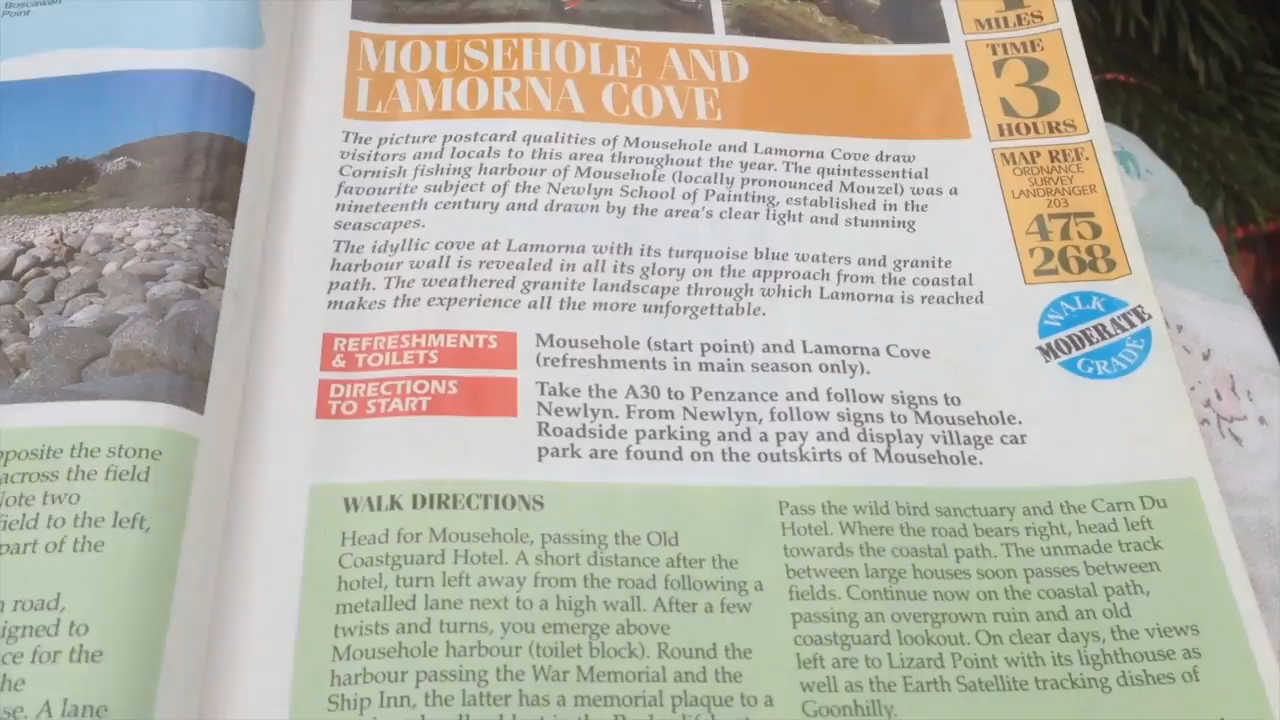 Boscawen
Point
pposite the stone
across the field
Note two
field to the left,
part of the
road,
igned to
ce for the
he
se. A lane
MOUSEHOLE AND
LAMORNA COVE
The picture postcard qualities of Mousehole and Lamorna Cove draw
visitors and locals to this area throughout the year. The quintessential
Cornish fishing harbour of Mousehole (locally pronounced Mouzel) was a
favourite subject of the Newlyn School of Painting, established in the
nineteenth century and drawn by the area's clear light and stunning
seascapes.
The idyllic cove at Lamorna with its turquoise blue waters and granite
harbour wall is revealed in all its glory on the approach from the coastal
path. The weathered granite landscape through which Lamorna is reached
makes the experience all the more unforgettable.
REFRESHMENTS
& TOILETS
Mousehole (start point) and Lamorna Cove
(refreshments in main season only).
DIRECTIONS
TO START
Take the A30 to Penzance and follow signs to
Newlyn. From Newlyn, follow signs to Mousehole.
Roadside parking and a pay and display village car
park are found on the outskirts of Mousehole.
MILES
TIME
3
HOURS
MAP REF.
ORDNANCE
SURVEY
LANDRANGER
203
475
268
WALK
MODERATE
GRADE
WALK DIRECTIONS
Head for Mousehole, passing the Old
Coastguard Hotel. A short distance after the
hotel, turn left away from the road following a
metalled lane next to a high wall. After a few
twists and turns, you emerge above
Mousehole harbour (toilet block). Round the
harbour passing the War Memorial and the
Ship Inn, the latter has a memorial plaque to a
Pass the wild bird sanctuary and the Carn Du
Hotel. Where the road bears right, head left
towards the coastal path. The unmade track
between large houses soon passes between
fields. Continue now on the coastal path,
passing an overgrown ruin and an old
coastguard lookout. On clear days, the views
left are to Lizard Point with its lighthouse as
well as the Earth Satellite tracking dishes of
Goonhilly.